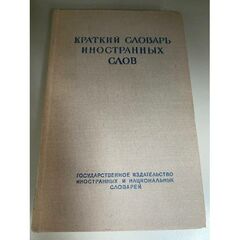 КРАТКИЙ СЛОВАРЬ
ИНОСТРАННЫХ
СЛОВ
ГОСУДАРСТВЕННОЕ ИЗДАТЕЛЬСТВО
ИНОСТРАННЫХ И НАЦИОНАЛЬНЫХ
СЛОВАРЕЙ